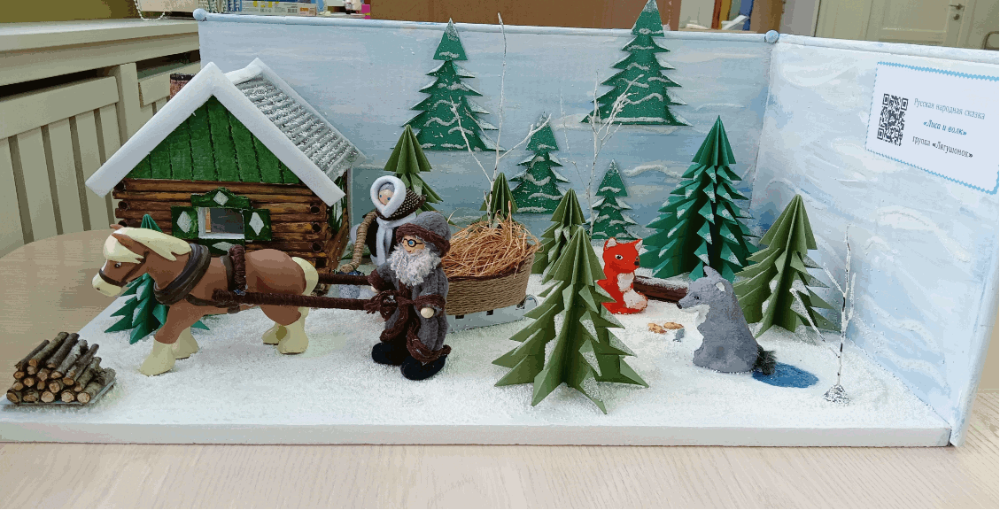 Русская народная сказка
«Лиса и волк»
группа «Лягушонок»